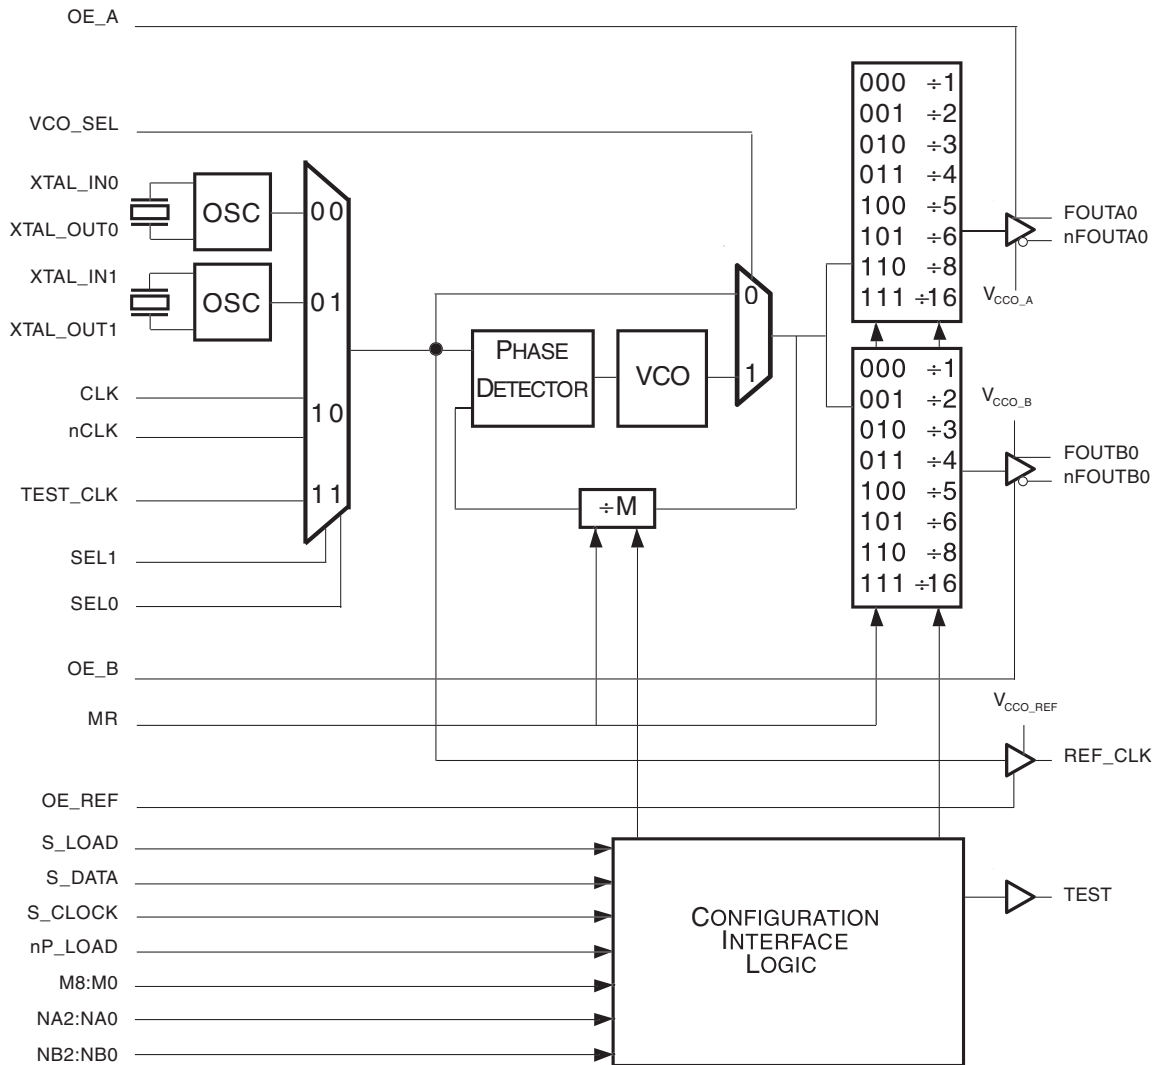 OE_A
VCO_SEL
XTAL_IN0
XTAL_OUT0
OSC
XTAL_IN1
XTAL_OUT1
OSC
CLK
nCLK
TEST_CLK
SEL1
SEL0
00
01
10
11
PHASE
DETECTOR
VCO
0
1
÷M
000 ÷1
001 ÷2
010 ÷3
011 ÷4
100 ÷5
101 ÷6
110 ÷8
111 ÷16
FOUTA0
nFOUTA0
VCCO_A
000 ÷1
001 ÷2
010 ÷3
011 ÷4
100 ÷5
101 ÷6
110 ÷8
111 ÷16
VCCO_B
FOUTB0
nFOUTB0
OE_B
MR
VCCO_REF
REF_CLK
OE_REF
S_LOAD
S_DATA
S_CLOCK
nP_LOAD
M8:M0
NA2:NA0
NB2:NB0
CONFIGURATION
INTERFACE
LOGIC
TEST